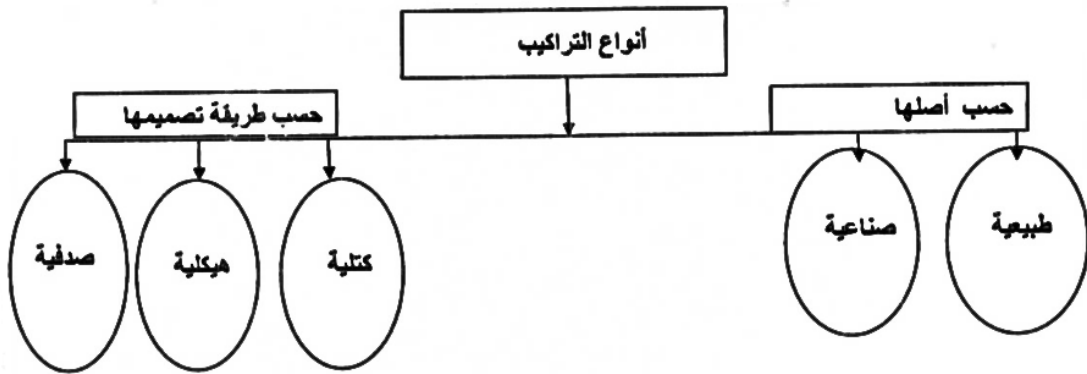 أنواع التراكيب
حسب أصلها
حسب طريقة تصميمها
طبيعية
صناعية
كتلية
هيكلية
صدفية